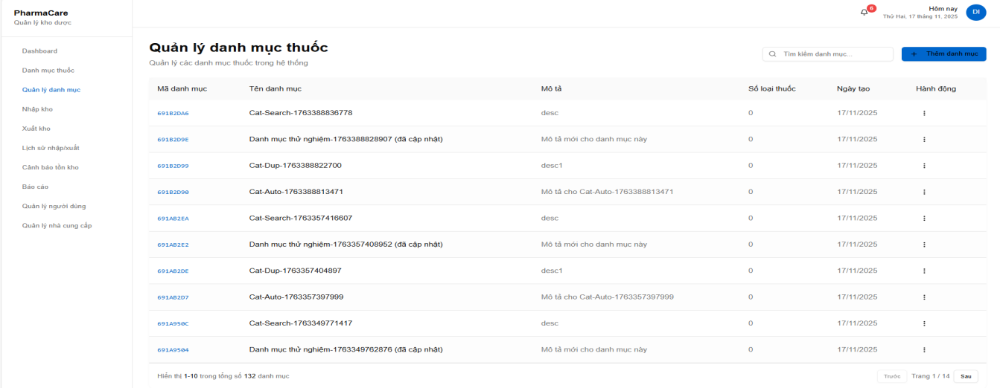 PharmaCare
Quản lý kho dược
6
Hôm nay
Thứ Hai, 17 tháng 11, 2025
DI
Dashboard
Danh mục thuốc
Quản lý danh mục
Nhập kho
Xuất kho
Lịch sử nhập/xuất
Cảnh báo tồn kho
Báo cáo
Quản lý người dùng
Quản lý nhà cung cấp
Quản lý danh mục thuốc
Quản lý các danh mục thuốc trong hệ thống
Tìm kiếm danh mục...
+ Thêm danh mục
Mã danh mục Tên danh mục Mô tả Số loại thuốc Ngày tạo Hành động
691B2DA6 Cat-Search-1763388836778 desc 0 17/11/2025
691B2D9E Danh mục thử nghiệm-1763388828907 (đã cập nhật) Mô tả mới cho danh mục này 0 17/11/2025
691B2D99 Cat-Dup-1763388822700 desc1 0 17/11/2025
691B2D90 Cat-Auto-1763388813471 Mô tả cho Cat-Auto-1763388813471 0 17/11/2025
691AB2EA Cat-Search-1763357416607 desc 0 17/11/2025
691AB2E2 Danh mục thử nghiệm-1763357408952 (đã cập nhật) Mô tả mới cho danh mục này 0 17/11/2025
691AB2DE Cat-Dup-1763357404897 desc1 0 17/11/2025
691AB2D7 Cat-Auto-1763357397999 Mô tả cho Cat-Auto-1763357397999 0 17/11/2025
691A950C Cat-Search-1763349771417 desc 0 17/11/2025
691A9504 Danh mục thử nghiệm-1763349762876 (đã cập nhật) Mô tả mới cho danh mục này 0 17/11/2025
Hiển thị 1-10 trong tổng số 132 danh mục
Trước Trang 1 / 14 Sau